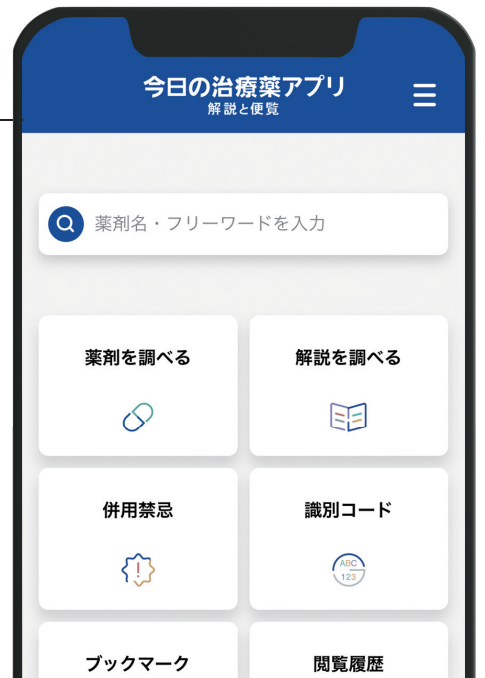 今日の治療薬アプリ
解説と便覧
薬剤名・フリーワードを入力
薬剤を調べる
解説を調べる
併用禁忌
識別コード
ABC
123
ブックマーク
閲覧履歴